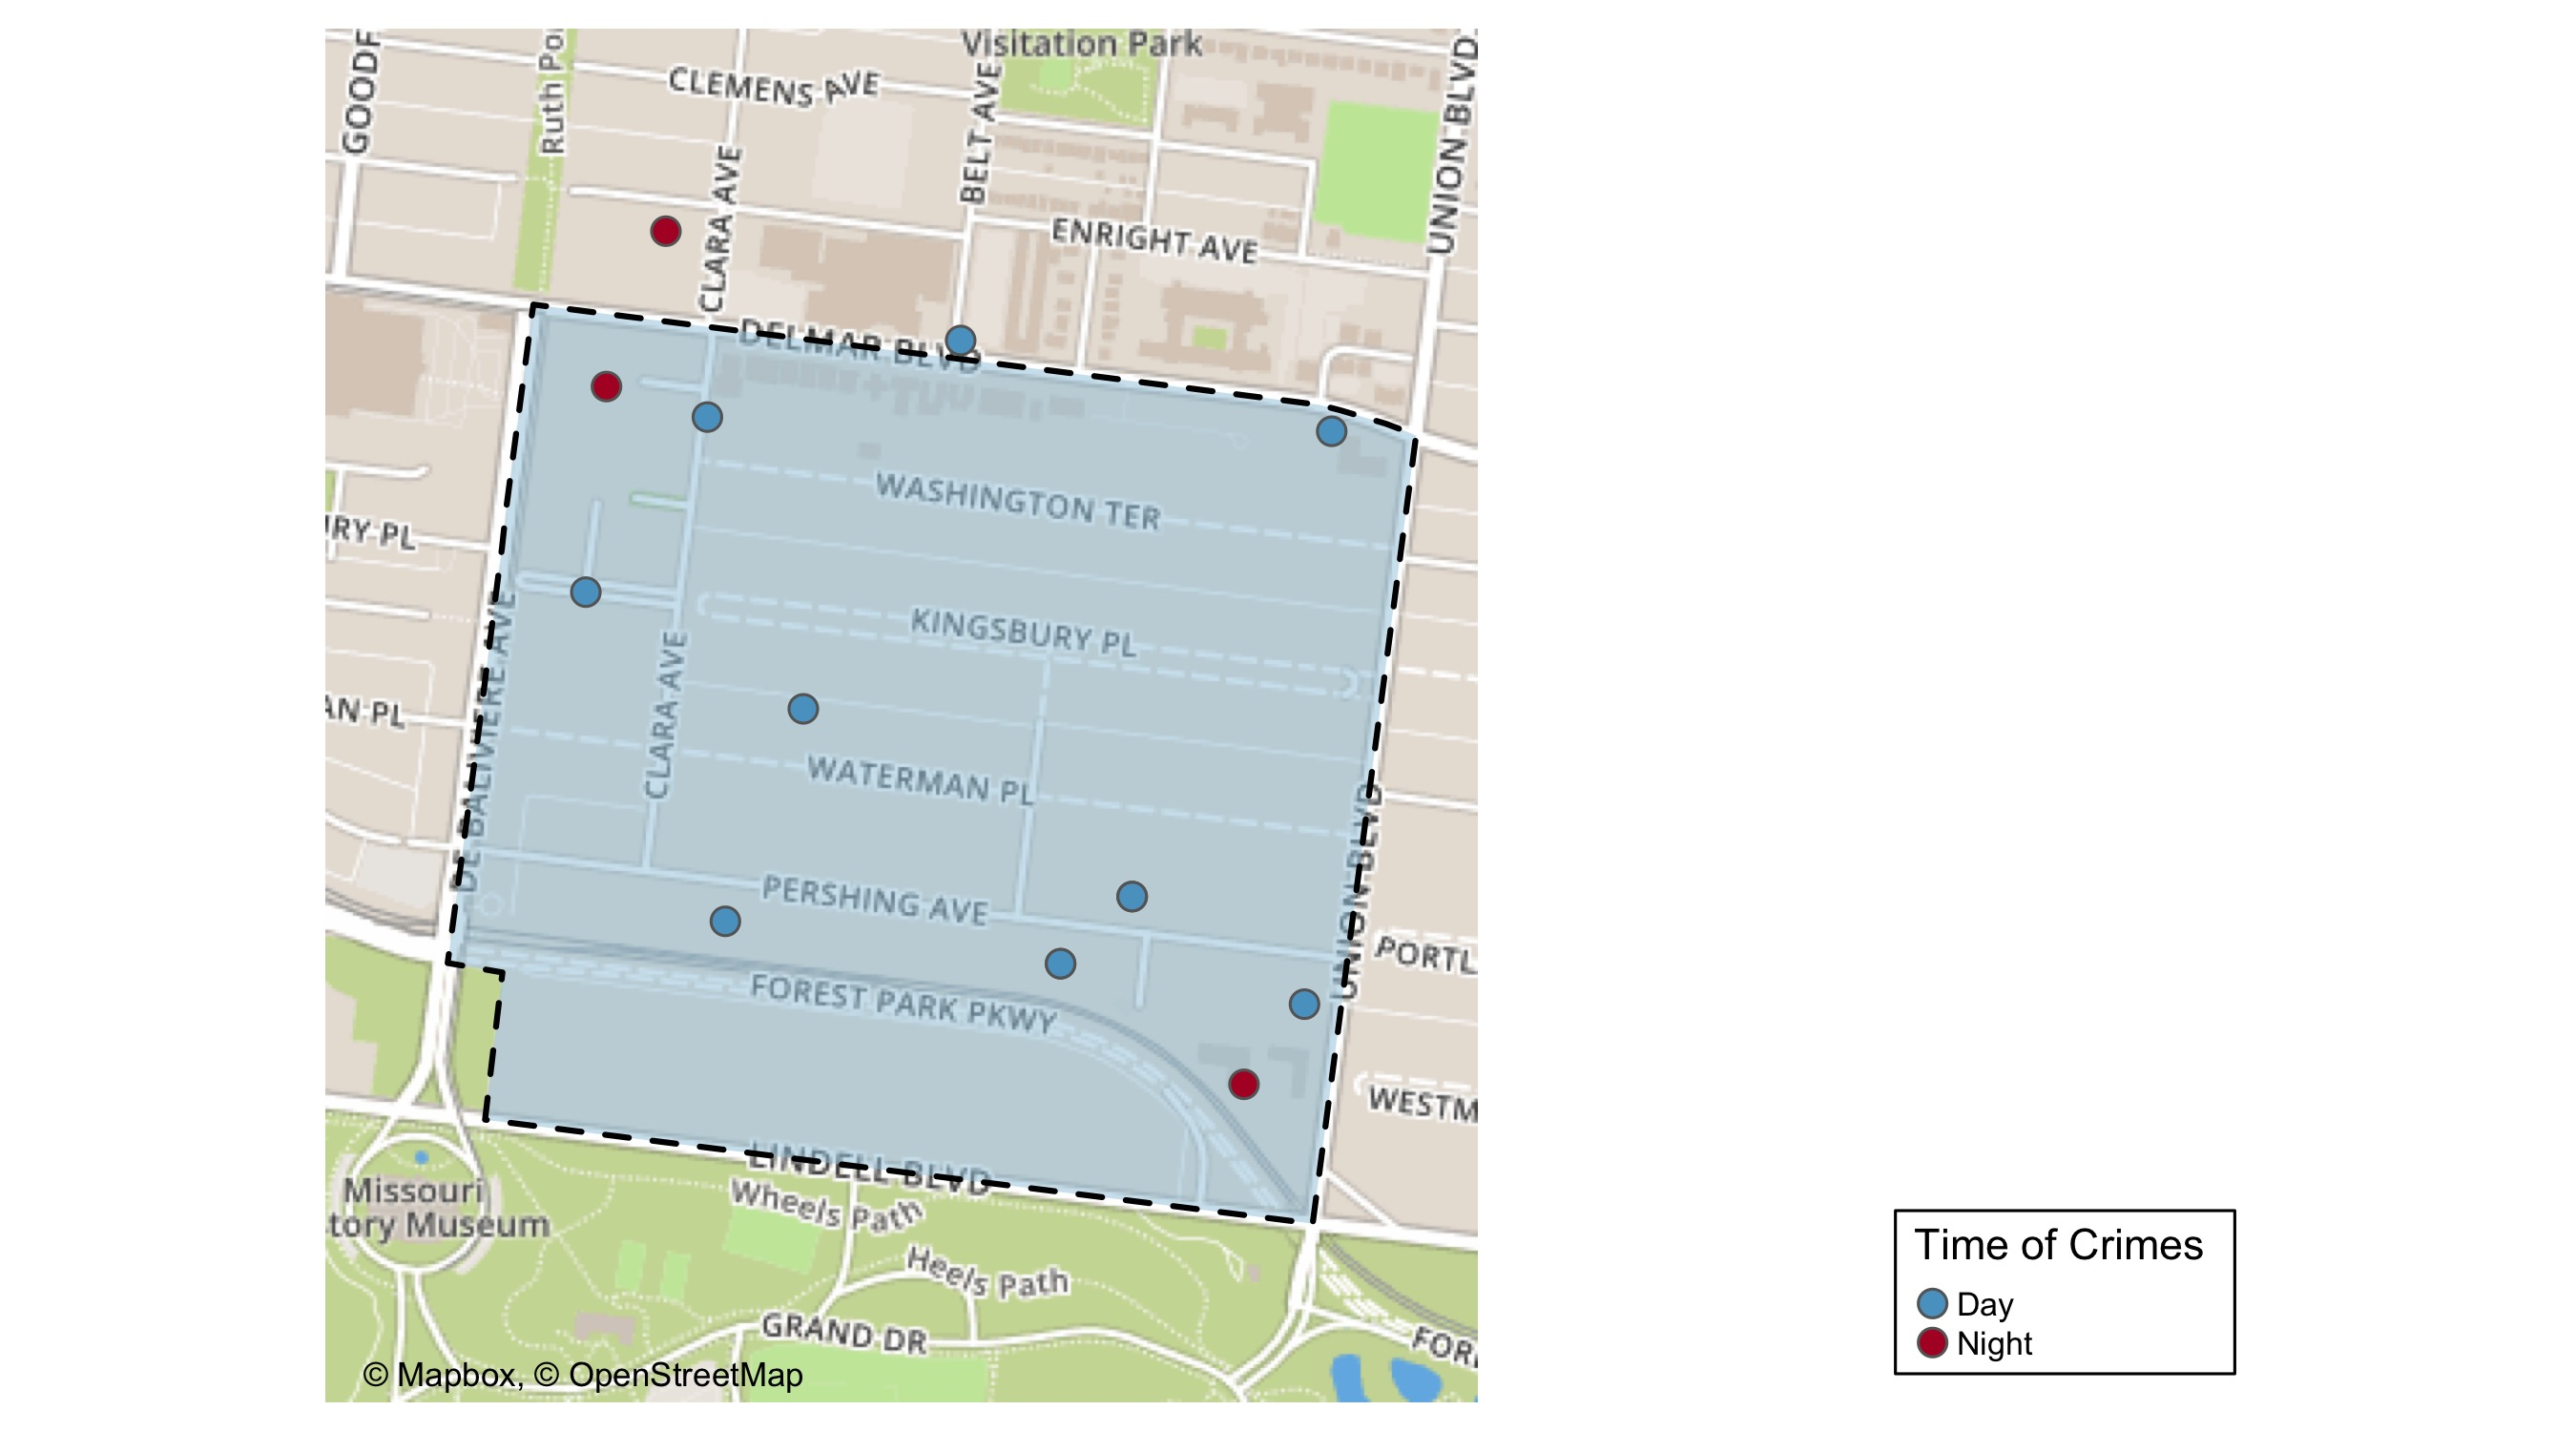 Visitation Park
GOODF
Ruth Po
CLEMENS AVE
BELT AVE
UNION BLVD
CLARA AVE
ENRIGHT AVE
DELMAR BLVD
WASHINGTON TER
IRY PL
KINGSBURY PL
CLARA AVE
DE BALIVIERE AVE
AN PL
WATERMAN PL
UNION BLVD
PERSHING AVE
PORTL
FOREST PARK PKWY
WESTM
LINDELL BLVD
Missouri
tory Museum
Wheels Path
Heels Path
GRAND DR
FORE
© Mapbox, © OpenStreetMap
Time of Crimes
Day
Night